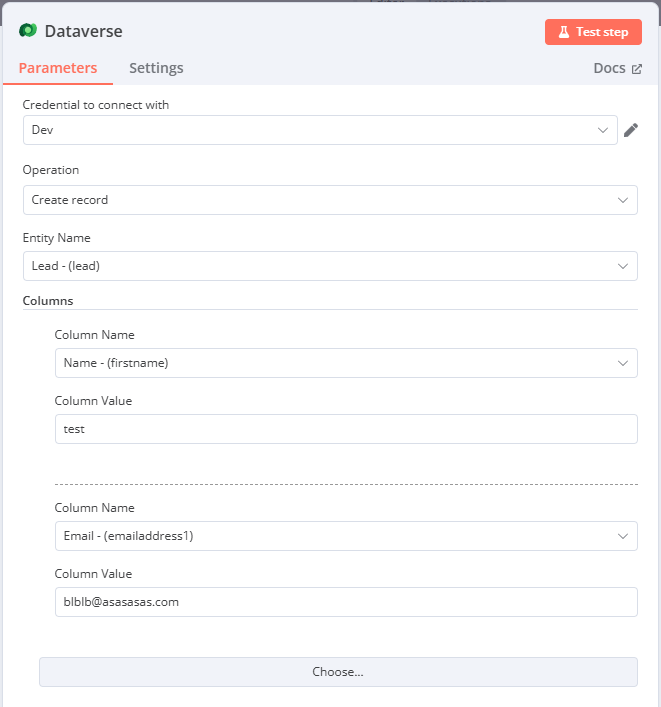 Dataverse
Test step
Parameters
Settings
Docs
Credential to connect with
Dev
Operation
Create record
Entity Name
Lead - (lead)
Columns
Column Name
Name - (firstname)
Column Value
test
Column Name
Email - (emailaddress1)
Column Value
blblb@asasasas.com
Choose...